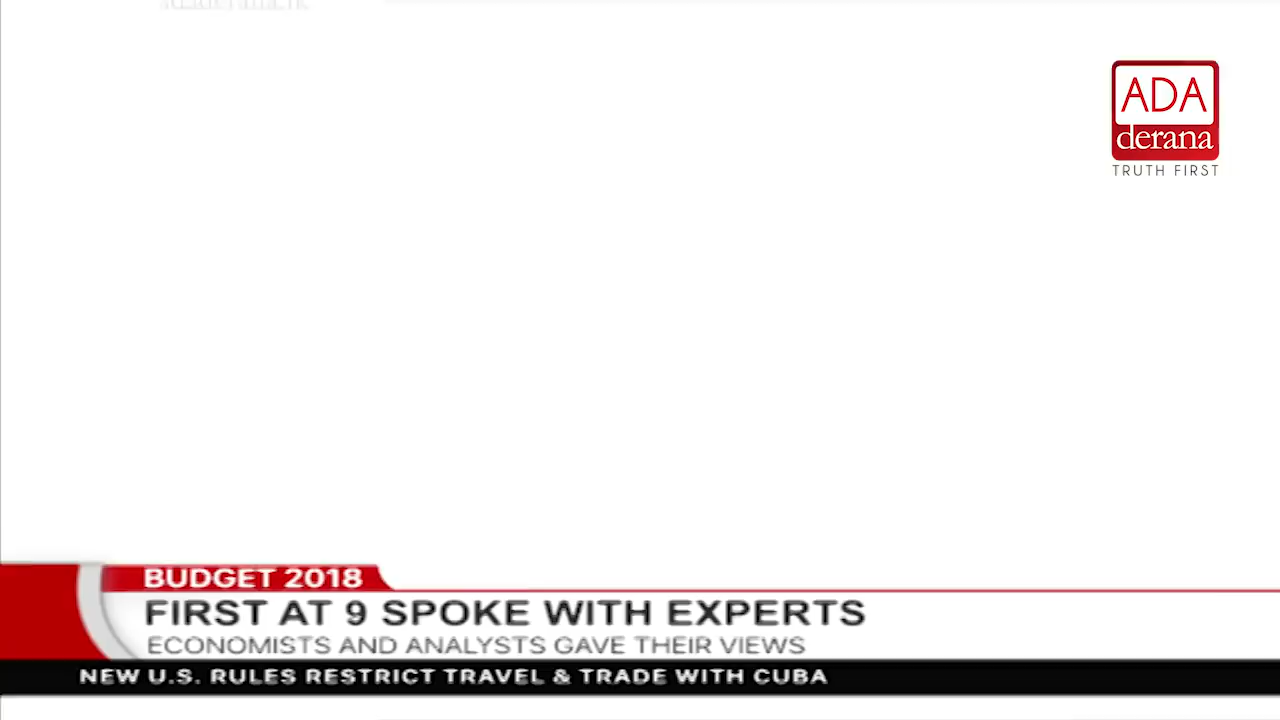 ADA
derana
TRUTH FIRST
BUDGET 2018
FIRST AT 9 SPOKE WITH EXPERTS
ECONOMISTS AND ANALYSTS GAVE THEIR VIEWS
NEW U.S. RULES RESTRICT TRAVEL & TRADE WITH CUBA